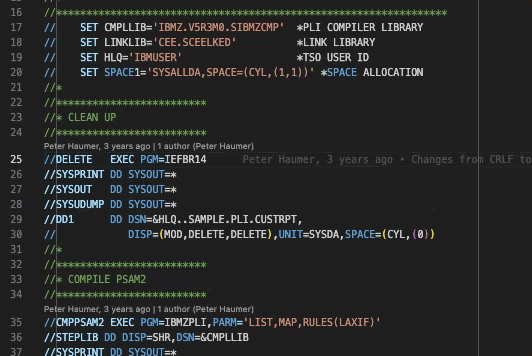 16 //*****************************************************************
17 // SET CMPLLIB='IBMZ.V5R3M0.SIBMZCMP' *PLI COMPILER LIBRARY
18 // SET LINKLIB='CEE.SCEELKED' *LINK LIBRARY
19 // SET HLQ='IBMUSER' *TSO USER ID
20 // SET SPACE1='SYSALLDA,SPACE=(CYL,(1,1))' *SPACE ALLOCATION
21 //*
22 //*************************
23 //* CLEAN UP
24 //*************************
Peter Haumer, 3 years ago | 1 author (Peter Haumer)
25 //DELETE EXEC PGM=IEFBR14 Peter Haumer, 3 years ago • Changes from CRLF to
26 //SYSPRINT DD SYSOUT=*
27 //SYSOUT DD SYSOUT=*
28 //SYSUDUMP DD SYSOUT=*
29 //DD1 DD DSN=&HLQ..SAMPLE.PLI.CUSTRPT,
30 // DISP=(MOD,DELETE,DELETE),UNIT=SYSDA,SPACE=(CYL,(0))
31 //*
32 //*************************
33 //* COMPILE PSAM2
34 //*************************
Peter Haumer, 3 years ago | 1 author (Peter Haumer)
35 //CMPPSAM2 EXEC PGM=IBMZPLI,PARM='LIST,MAP,RULES(LAXIF)'
36 //STEPLIB DD DISP=SHR,DSN=&CMPLLIB
37 //SYSPRINT DD SYSOUT=*